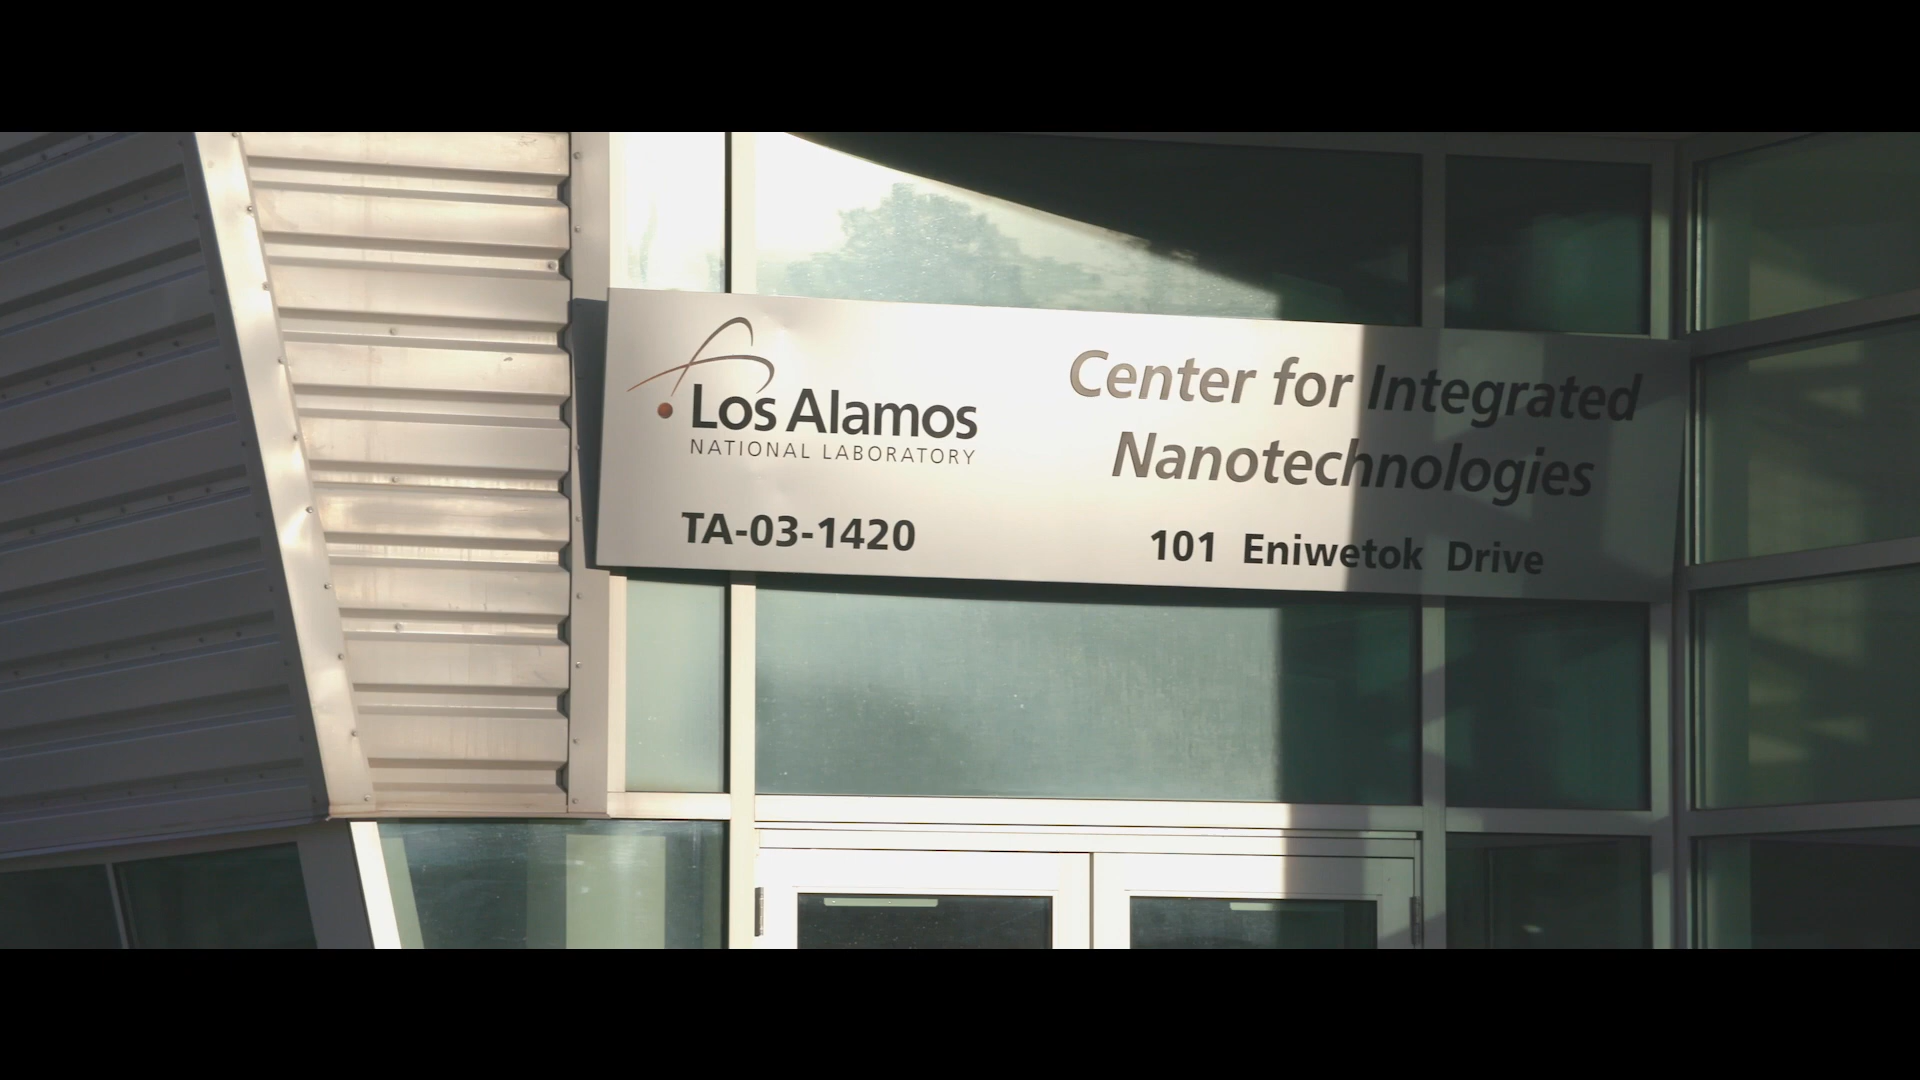 Los Alamos
NATIONAL LABORATORY
TA-03-1420
Center for Integrated
Nanotechnologies
101 Eniwetok Drive